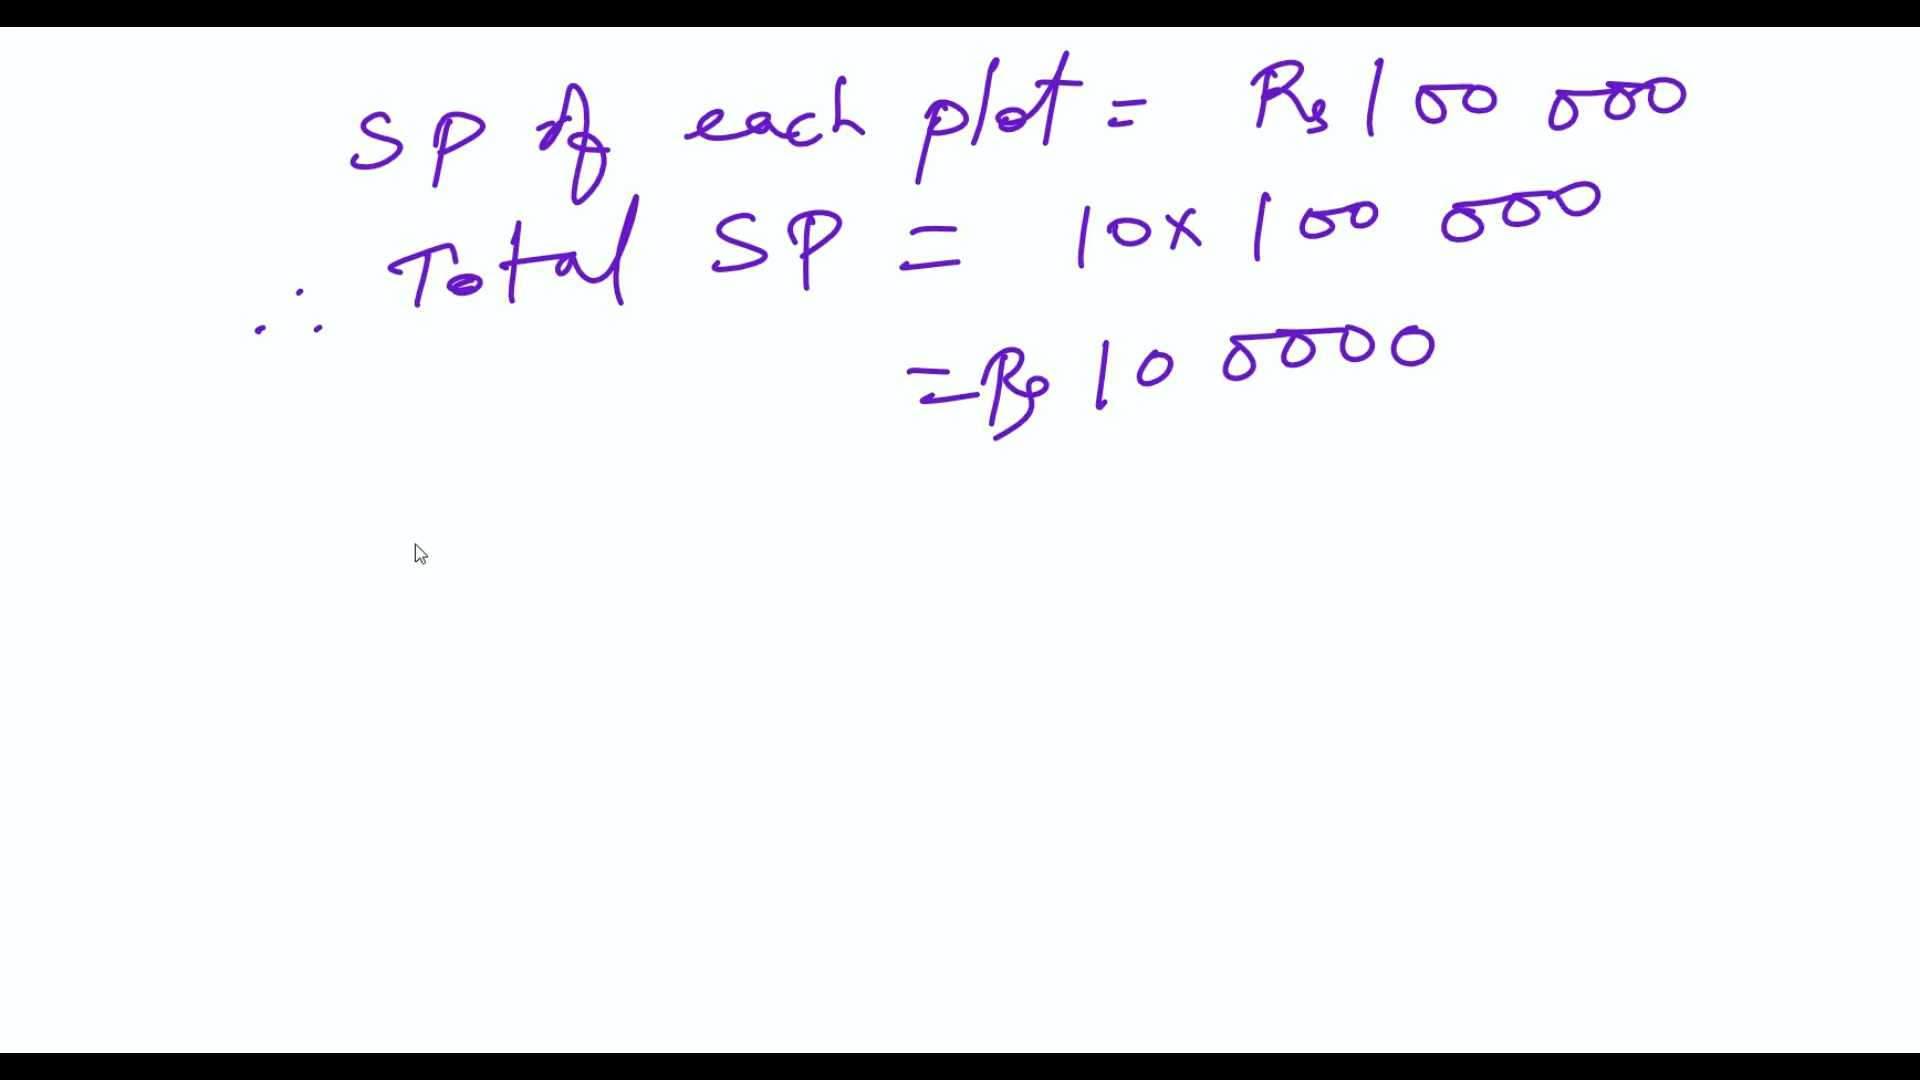 SP of each plot = Rs 100 000
∴ Total SP = 10 x 100 000
= Rs 10 0000